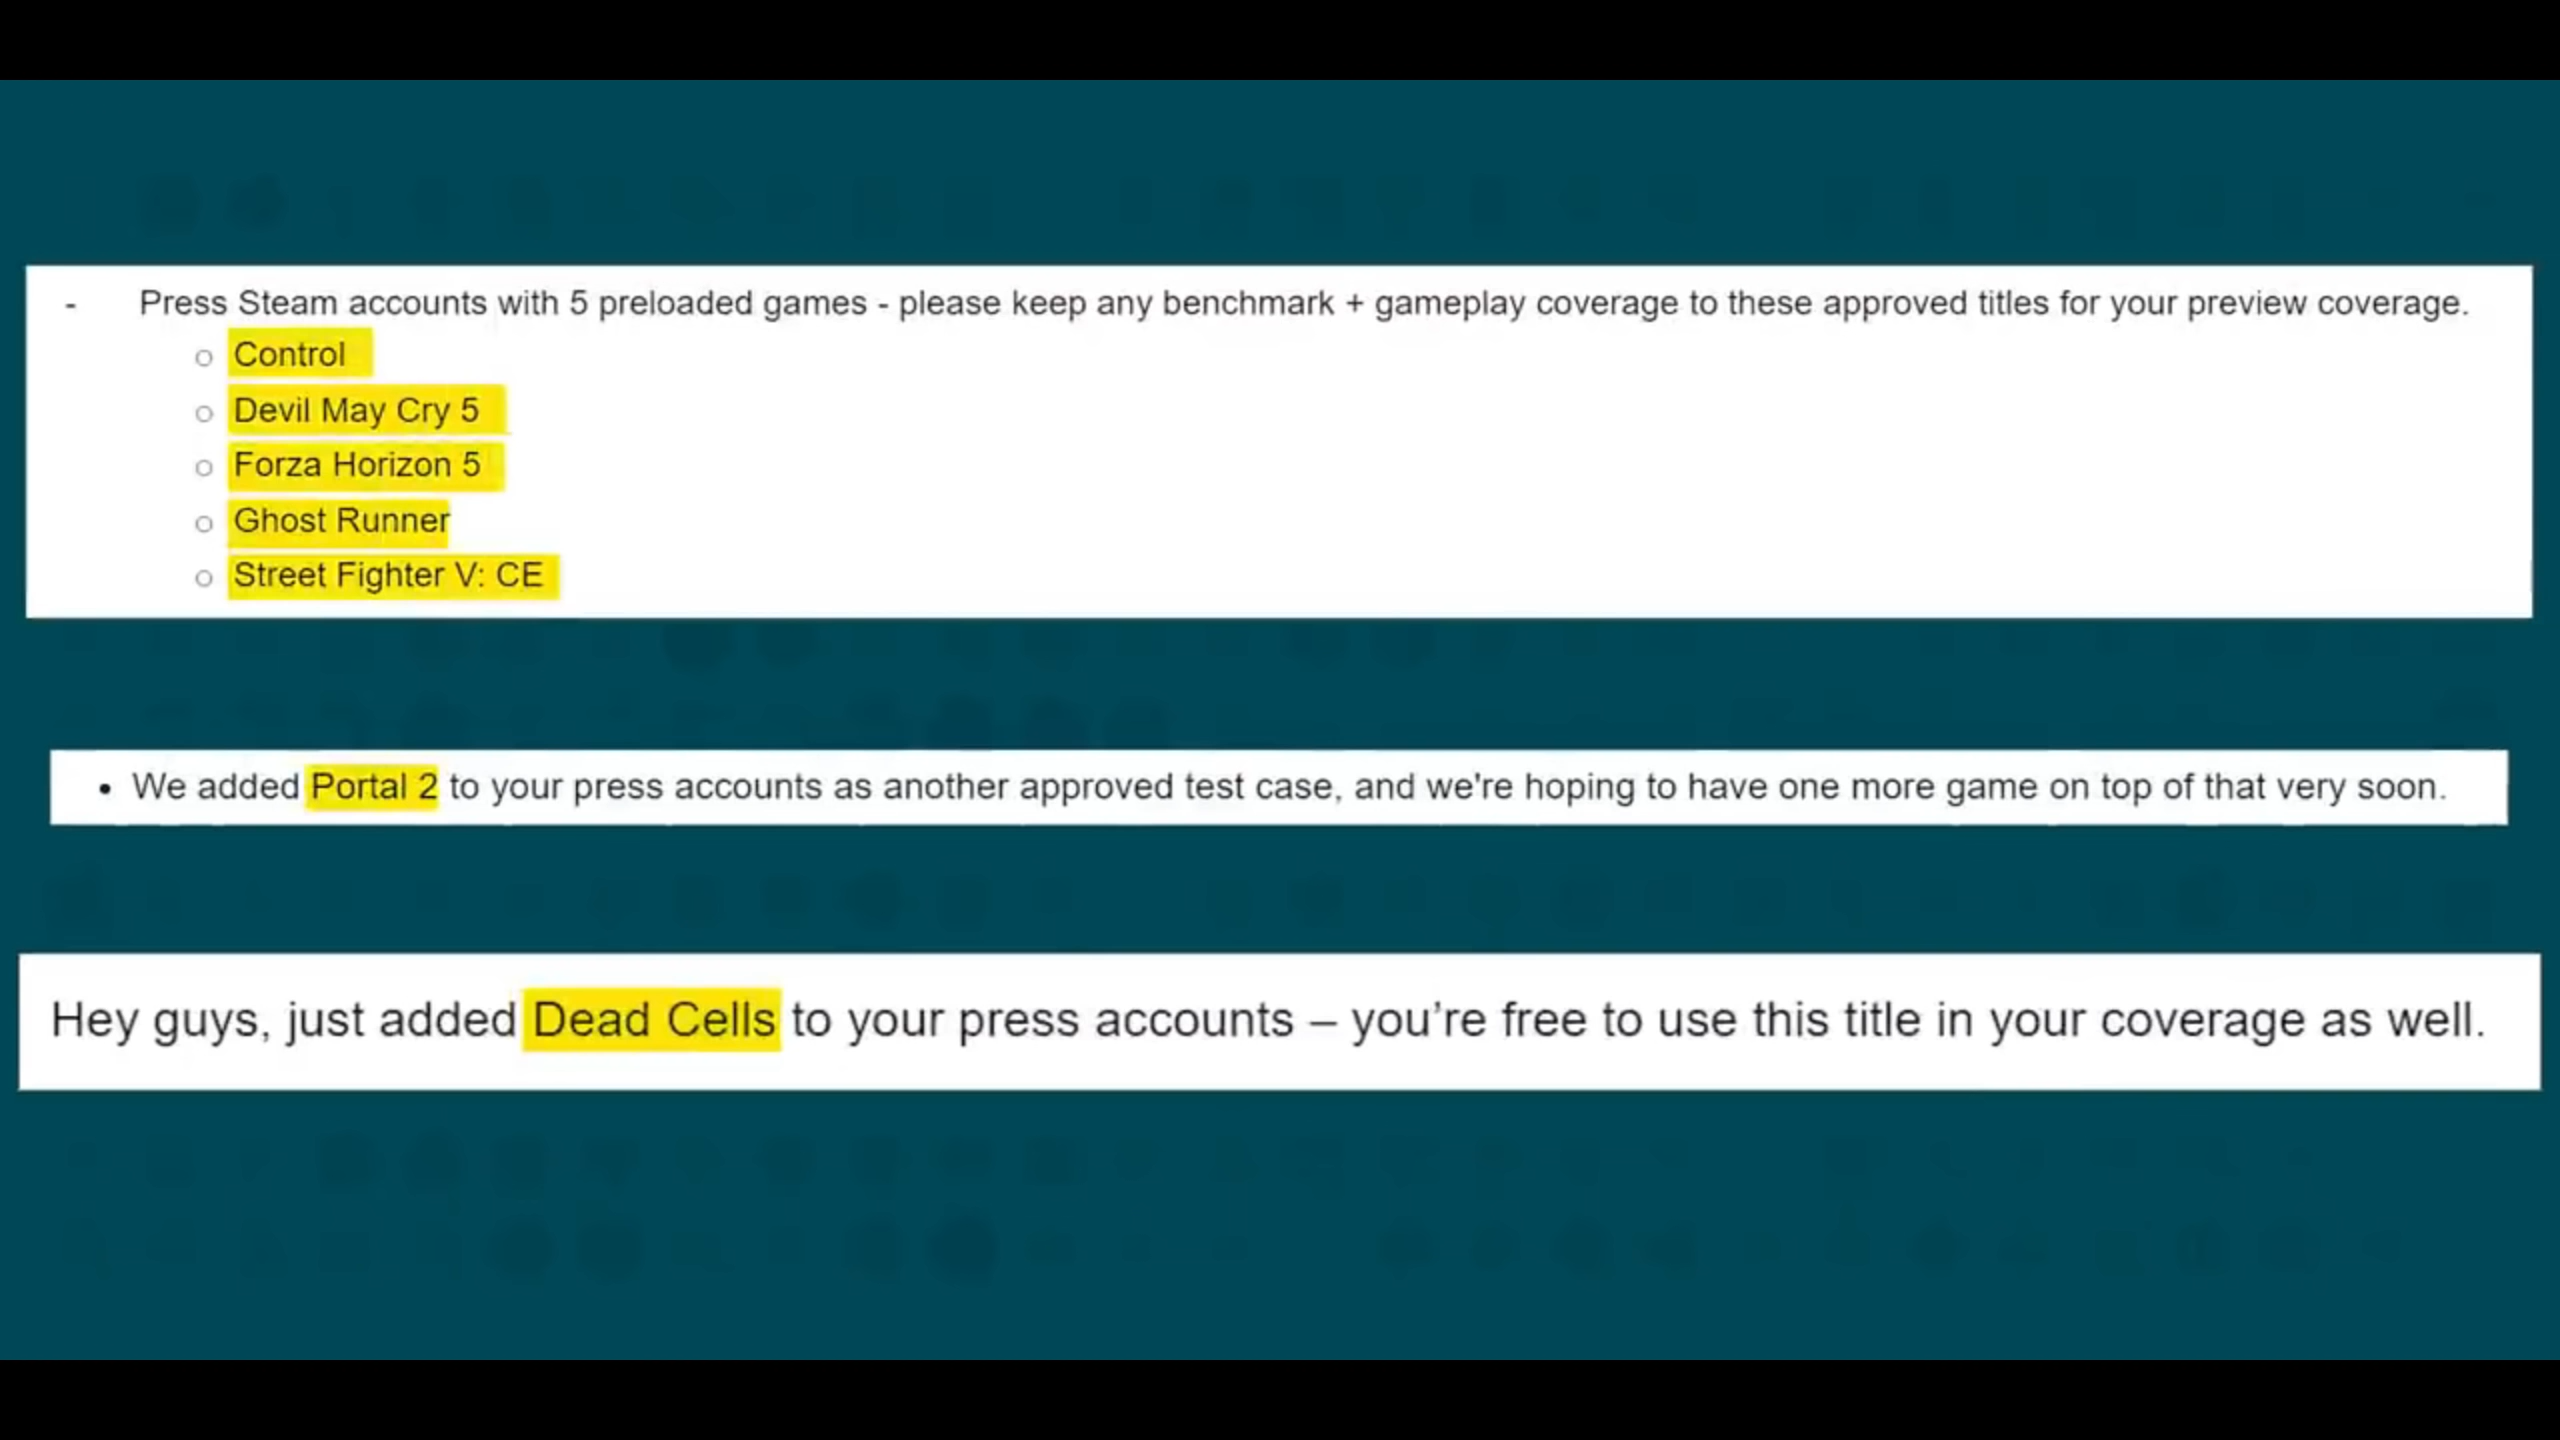 - Press Steam accounts with 5 preloaded games - please keep any benchmark + gameplay coverage to these approved titles for your preview coverage.
o Control
o Devil May Cry 5
o Forza Horizon 5
o Ghost Runner
o Street Fighter V: CE
• We added Portal 2 to your press accounts as another approved test case, and we're hoping to have one more game on top of that very soon.
Hey guys, just added Dead Cells to your press accounts – you’re free to use this title in your coverage as well.